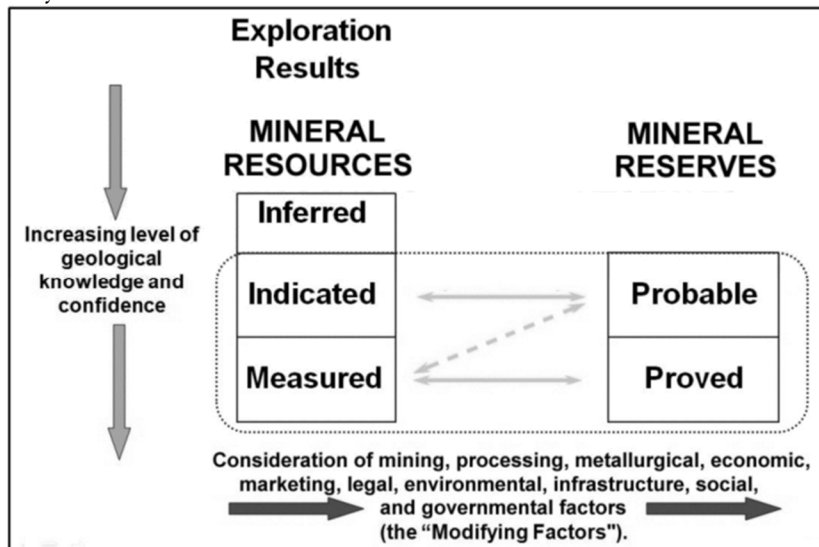 Exploration
Results
MINERAL
RESOURCES
MINERAL
RESERVES
Inferred
Increasing level of
geological
knowledge and
confidence
Indicated
Probable
Measured
Proved
Consideration of mining, processing, metallurgical, economic,
marketing, legal, environmental, infrastructure, social,
and governmental factors
(the “Modifying Factors").